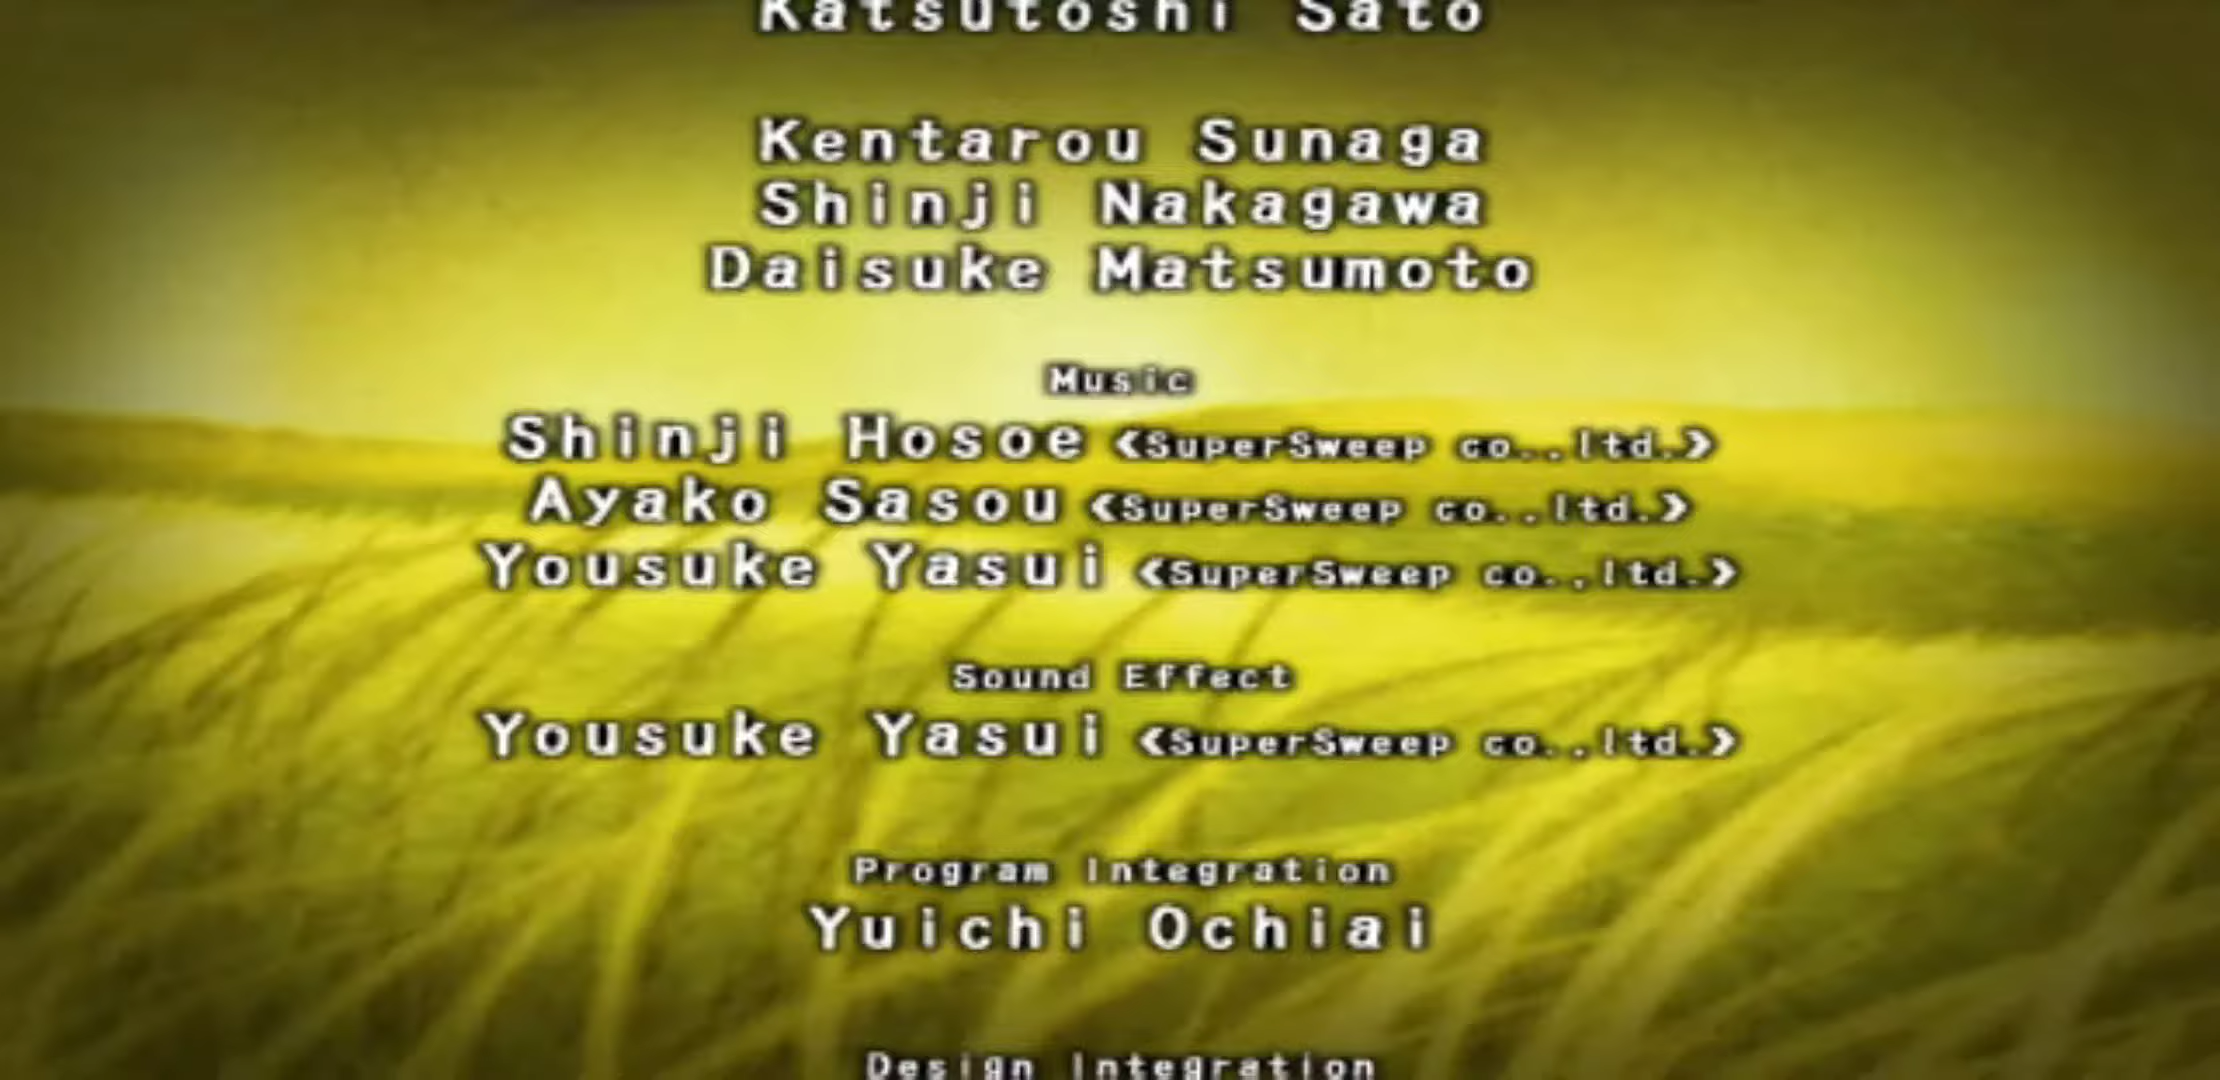 Katsutoshi Sato
Kentarou Sunaga
Shinji Nakagawa
Daisuke Matsumoto
Music
Shinji Hosoe <SuperSweep co.,ltd.>
Ayako Sasou <SuperSweep co.,ltd.>
Yousuke Yasui <SuperSweep co.,ltd.>
Sound Effect
Yousuke Yasui <SuperSweep co.,ltd.>
Program Integration
Yuichi Ochiai
Design Integration